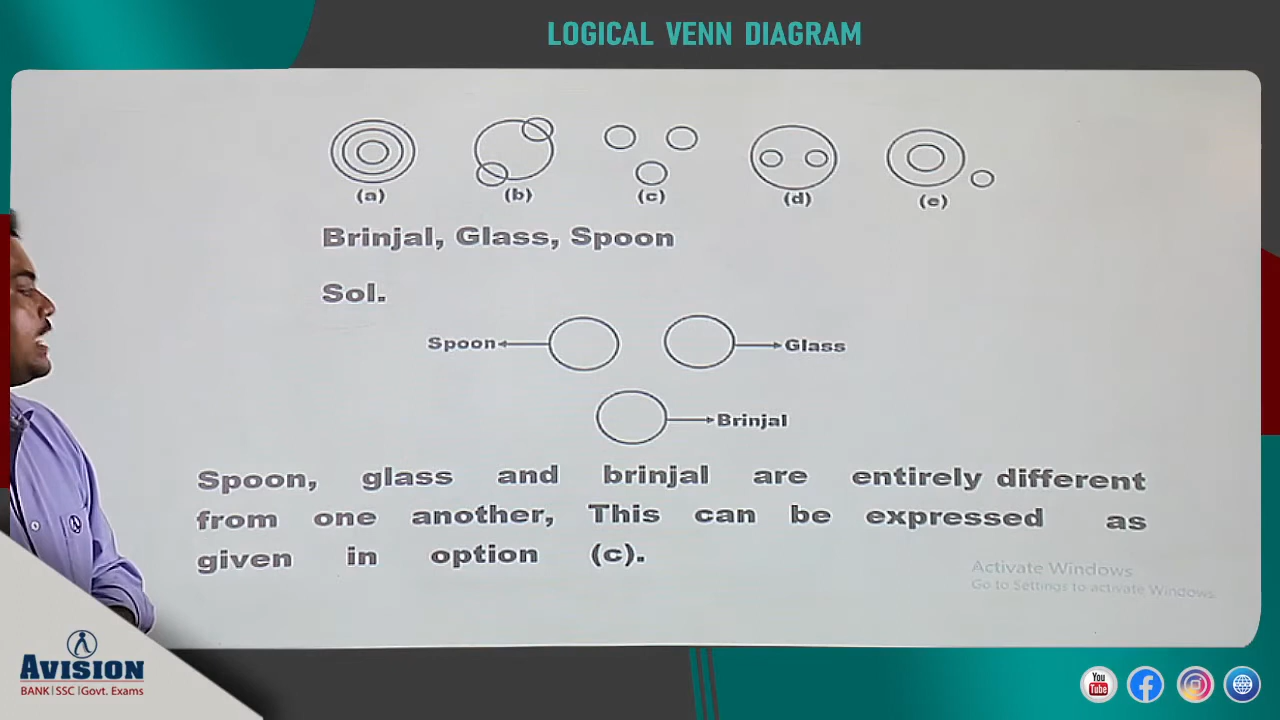 LOGICAL VENN DIAGRAM
(a) (b) (c) (d) (e)
Brinjal, Glass, Spoon
Sol.
Spoon Glass
Brinjal
Spoon, glass and brinjal are entirely different
from one another, This can be expressed as
given in option (c).
Activate Windows
Go to Settings to activate Windows.
AVISION
BANK|SSC|Govt. Exams
You
Tube